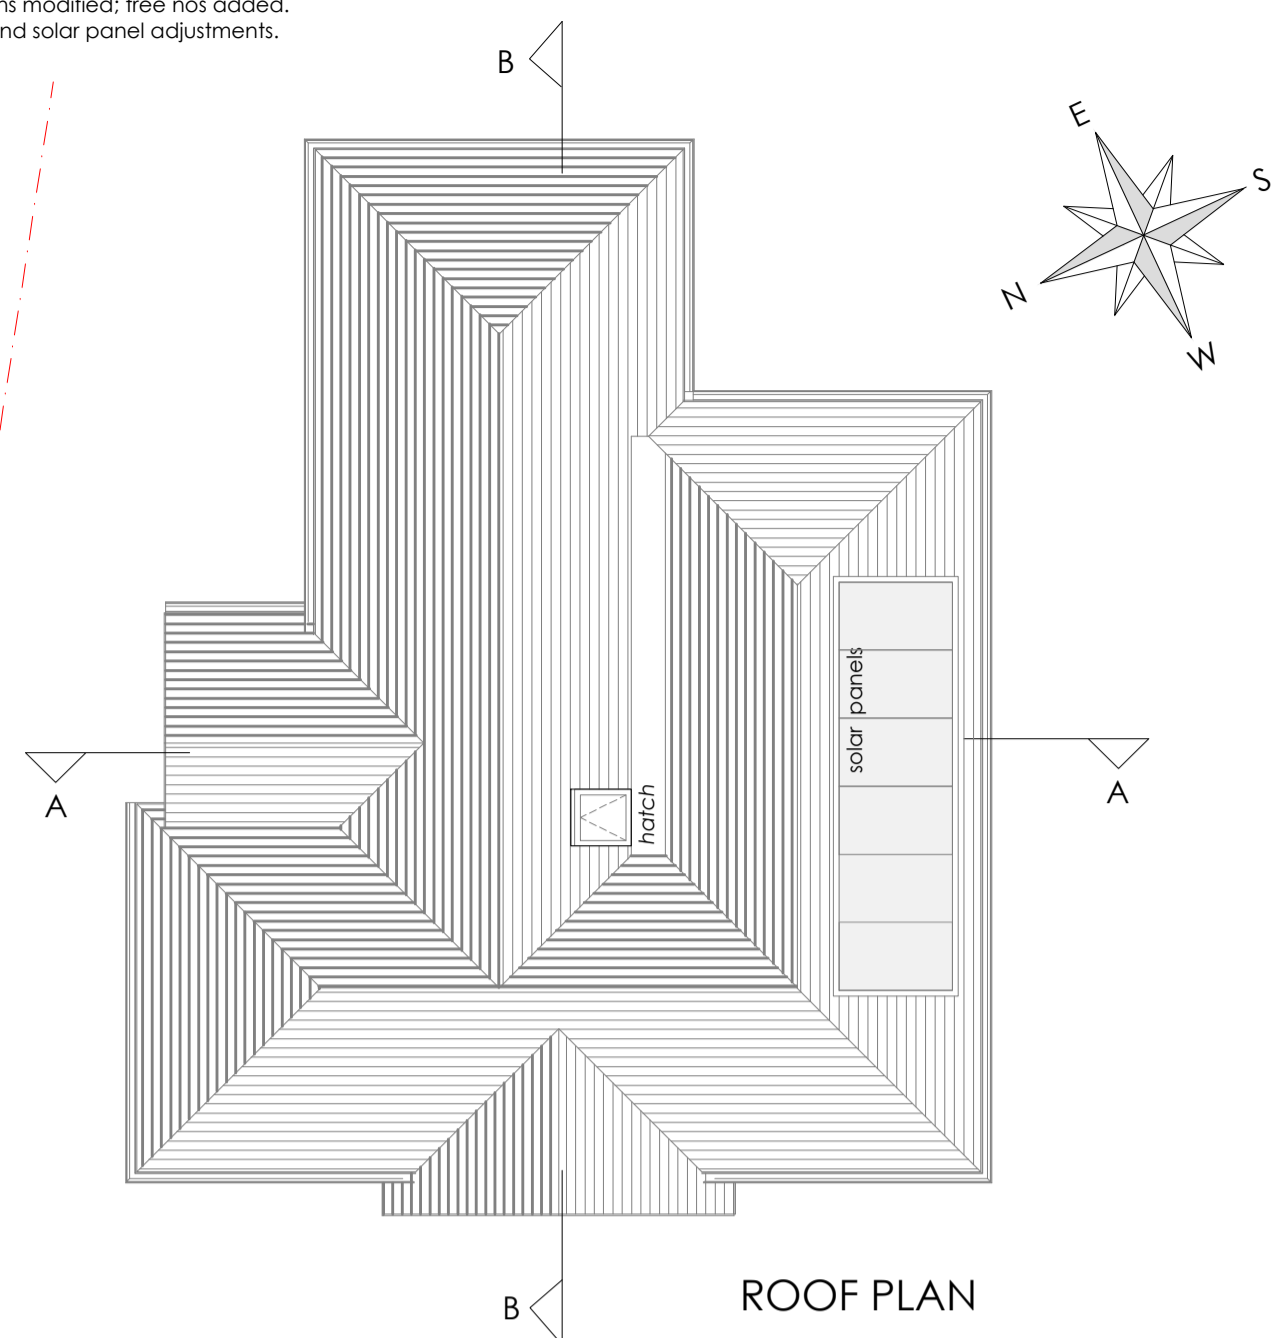 ns modified; tree nos added.
nd solar panel adjustments.
B
E
S
N
W
solar panels
A
A
hatch
B
ROOF PLAN